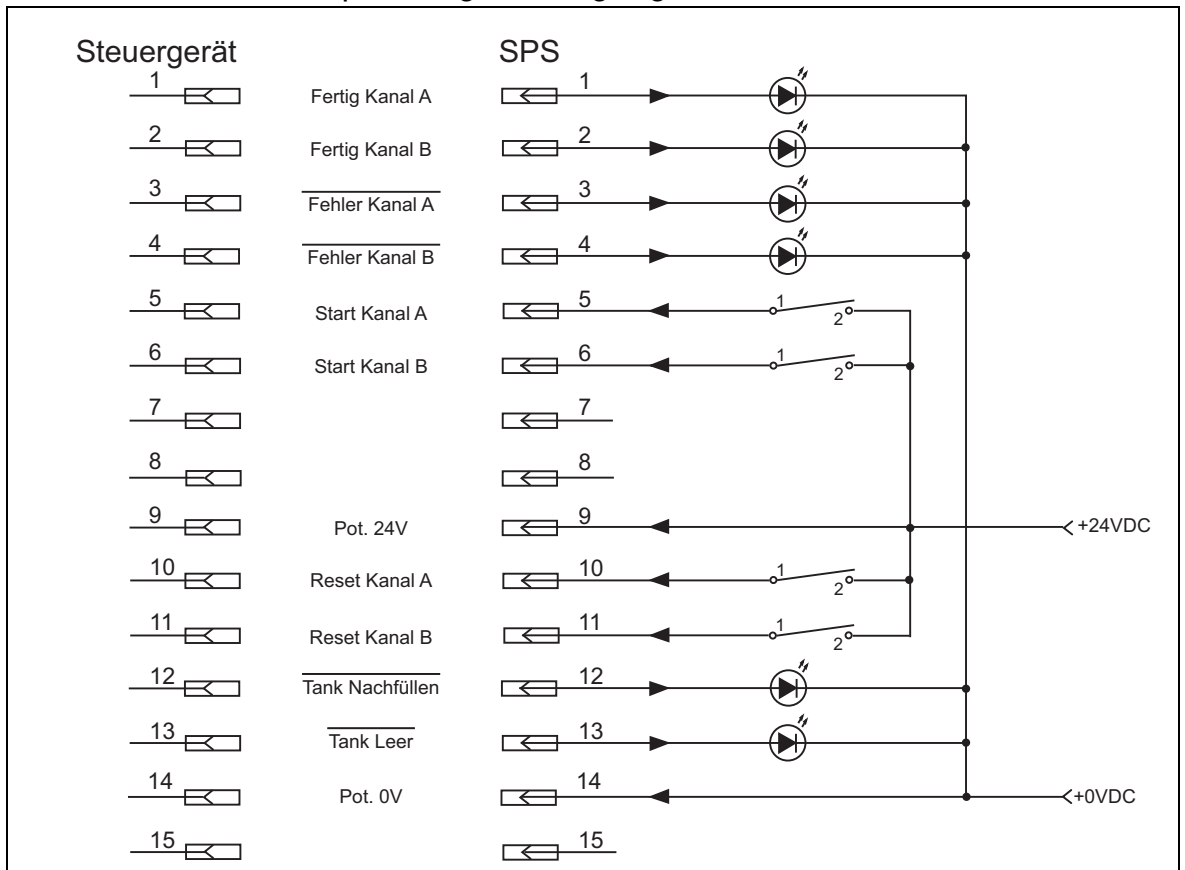 Steuergerät SPS
1 Fertig Kanal A 1
2 Fertig Kanal B 2
3 Fehler Kanal A 3
4 Fehler Kanal B 4
5 Start Kanal A 5 1 2
6 Start Kanal B 6 1 2
7 7
8 8
9 Pot. 24V 9 +24VDC
10 Reset Kanal A 10 1 2
11 Reset Kanal B 11 1 2
12 Tank Nachfüllen 12
13 Tank Leer 13
14 Pot. 0V 14 +0VDC
15 15